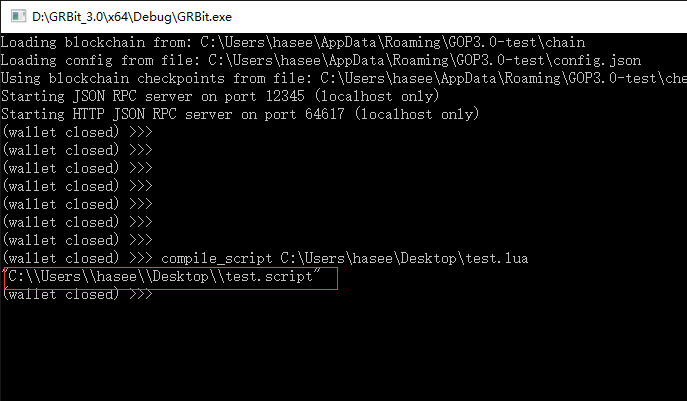 D:\GRBit_3.0\x64\Debug\GRBit.exe
Loading blockchain from: C:\Users\hasee\AppData\Roaming\GOP3.0-test\chain
Loading config from file: C:\Users\hasee\AppData\Roaming\GOP3.0-test\config.json
Using blockchain checkpoints from file: C:\Users\hasee\AppData\Roaming\GOP3.0-test\che
Starting JSON RPC server on port 12345 (localhost only)
Starting HTTP JSON RPC server on port 64617 (localhost only)
(wallet closed) >>>
(wallet closed) >>>
(wallet closed) >>>
(wallet closed) >>>
(wallet closed) >>>
(wallet closed) >>>
(wallet closed) >>>
(wallet closed) >>> compile_script C:\Users\hasee\Desktop\test.lua
"C:\\Users\\hasee\\Desktop\\test.script"
(wallet closed) >>>